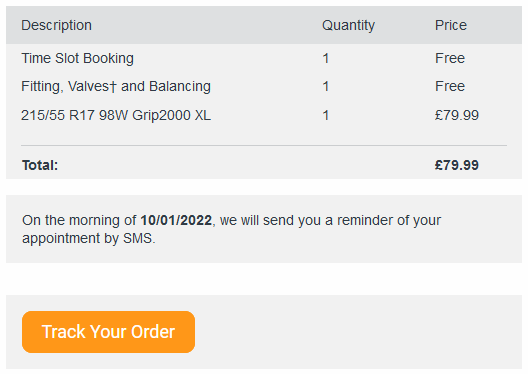 Description Quantity Price
Time Slot Booking 1 Free
Fitting, Valves† and Balancing 1 Free
215/55 R17 98W Grip2000 XL 1 £79.99
Total: £79.99
On the morning of 10/01/2022, we will send you a reminder of your
appointment by SMS.
Track Your Order